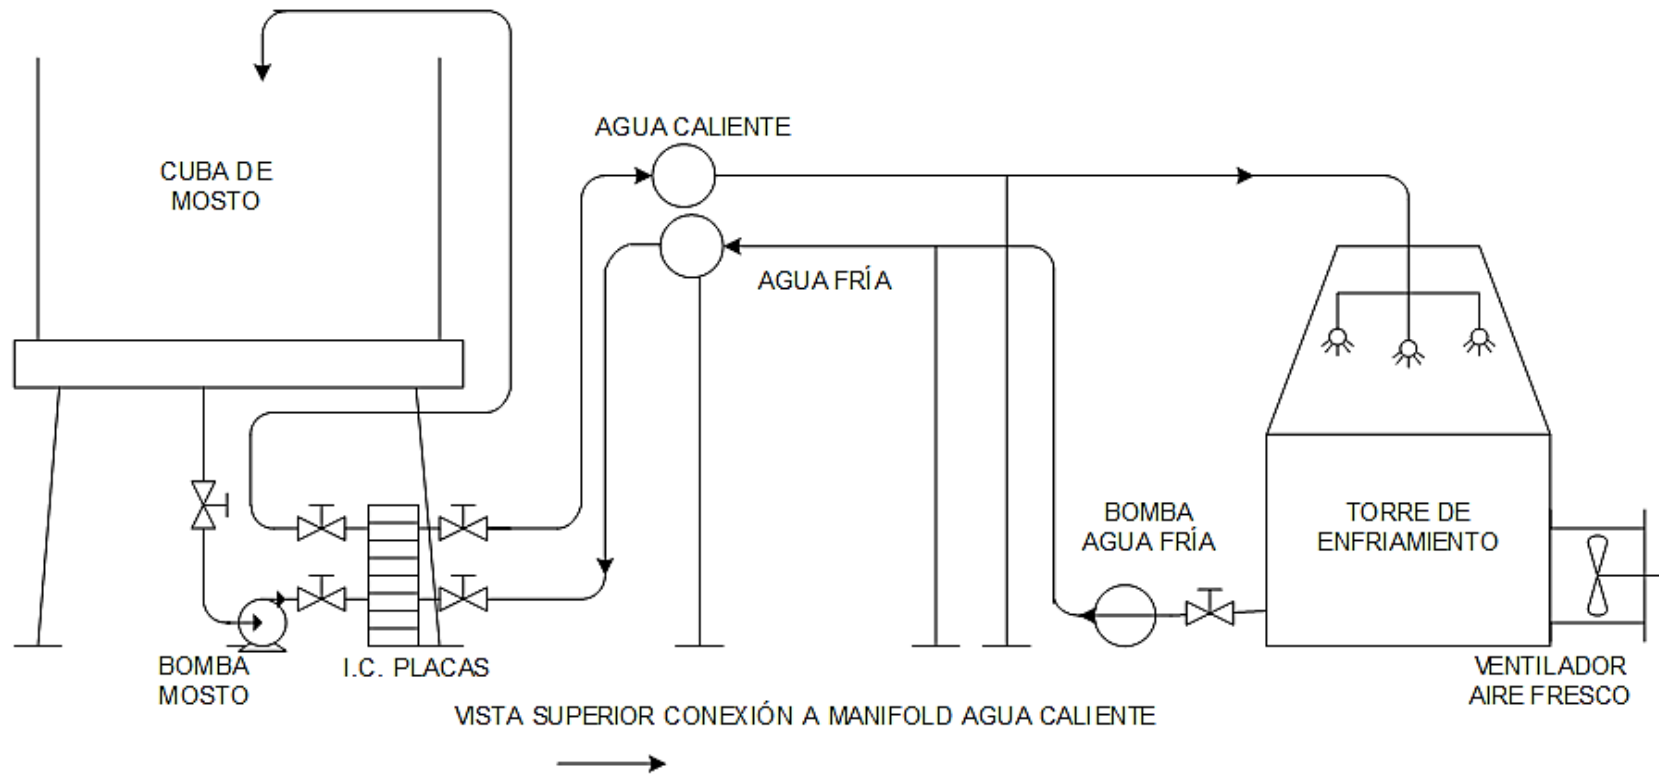 AGUA CALIENTE
CUBA DE
MOSTO
AGUA FRÍA
BOMBA
AGUA FRÍA
TORRE DE
ENFRIAMIENTO
BOMBA
MOSTO
I.C. PLACAS
VENTILADOR
AIRE FRESCO
VISTA SUPERIOR CONEXIÓN A MANIFOLD AGUA CALIENTE